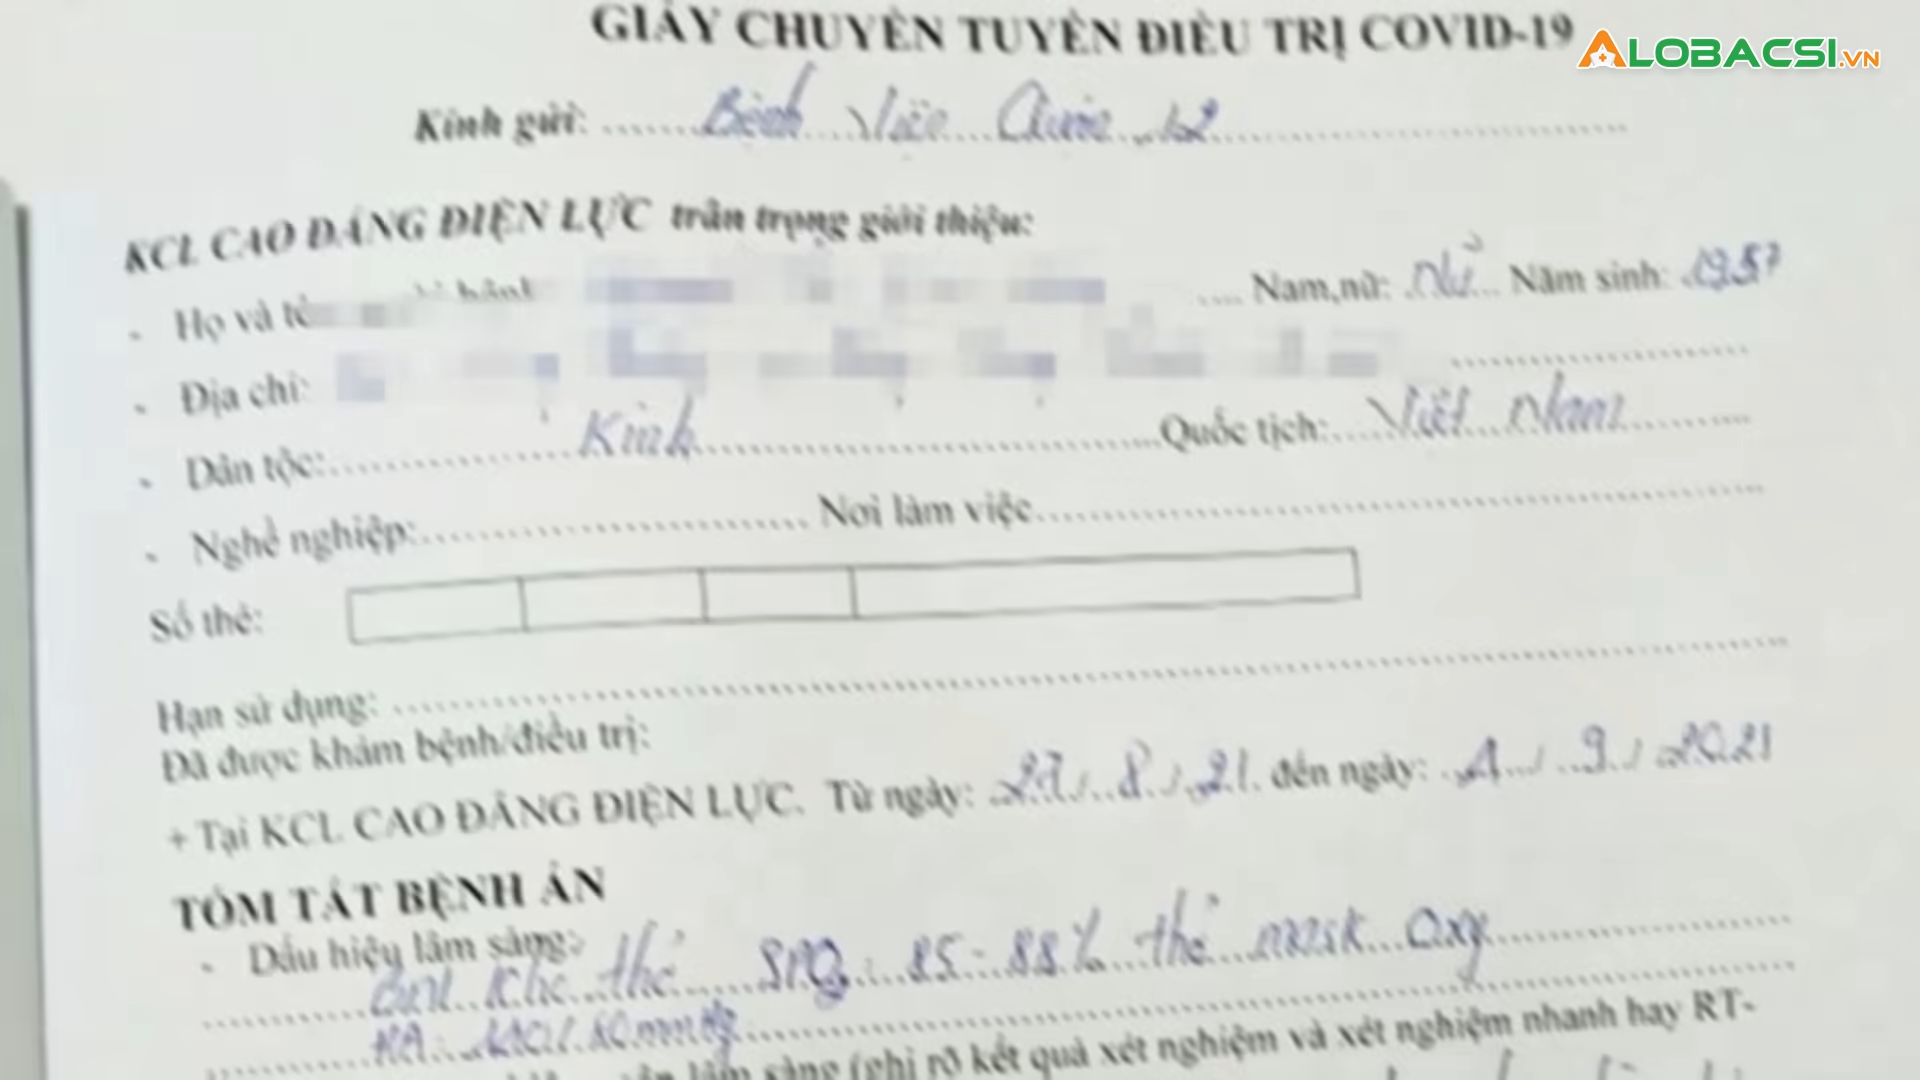 GIẤY CHUYỂN TUYẾN ĐIỀU TRỊ COVID-19
ALOBACSI.VN
Kính gửi: Bệnh Viện Quận 12
KCL CAO ĐẲNG ĐIỆN LỰC trân trọng giới thiệu:
- Họ và Nam,nữ: Nữ Năm sinh: 1957
- Địa chỉ:
- Dân tộc: Kinh Quốc tịch: Việt Nam
- Nghề nghiệp: Nơi làm việc
Số thẻ:
Hạn sử dụng:
Đã được khám bệnh/điều trị:
+ Tại KCL CAO ĐẲNG ĐIỆN LỰC. Từ ngày: 27/8/21 đến ngày: 1/9/2021
TÓM TẮT BỆNH ÁN
- Dấu hiệu lâm sàng:
thở SPO2: 85-88% thở mask oxy
HA: mmHg
lâm sàng (ghi rõ kết quả xét nghiệm và xét nghiệm nhanh hay RT-